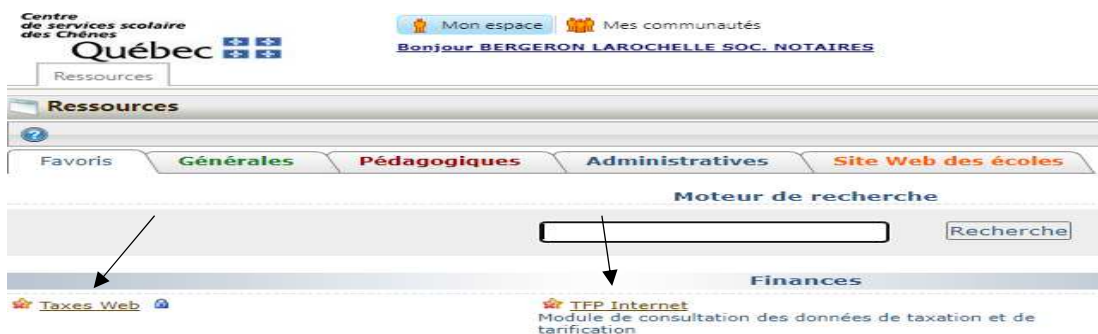 Centre
de services scolaire
des Chênes
Québec
Mon espace
Mes communautés
Bonjour BERGERON LAROCHELLE SOC. NOTAIRES
Ressources
Ressources
Favoris
Générales
Pédagogiques
Administratives
Site Web des écoles
Moteur de recherche
Recherche
Finances
Taxes Web
TFP Internet
Module de consultation des données de taxation et de
tarification